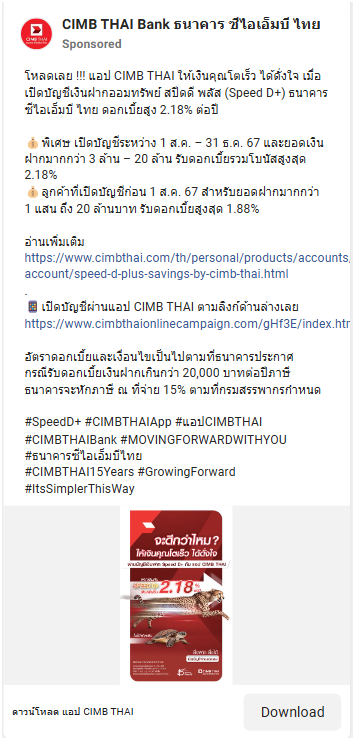 CIMB THAI Bank ธนาคาร ซีไอเอ็มบี ไทย
CIMB THAI
Sponsored
โหลดเลย !!! แอป CIMB THAI ให้เงินคุณโตเร็ว ได้ดั่งใจ เมื่อ
เปิดบัญชีเงินฝากออมทรัพย์ สปีดดี พลัส (Speed D+) ธนาคาร
ซีไอเอ็มบี ไทย ดอกเบี้ยสูง 2.18% ต่อปี
💰 พิเศษ เปิดบัญชีระหว่าง 1 ส.ค. – 31 ธ.ค. 67 และยอดเงิน
ฝากมากกว่า 3 ล้าน – 20 ล้าน รับดอกเบี้ยรวมโบนัสสูงสุด
2.18%
💰 ลูกค้าที่เปิดบัญชีก่อน 1 ส.ค. 67 สำหรับยอดฝากมากกว่า
1 แสน ถึง 20 ล้านบาท รับดอกเบี้ยสูงสุด 1.88%
อ่านเพิ่มเติม
https://www.cimbthai.com/th/personal/products/accounts,
account/speed-d-plus-savings-by-cimb-thai.html
.
📱 เปิดบัญชีผ่านแอป CIMB THAI ตามลิงก์ด้านล่างเลย
https://www.cimbthaionlinecampaign.com/gHf3E/index.htn
อัตราดอกเบี้ยและเงื่อนไขเป็นไปตามที่ธนาคารประกาศ
กรณีรับดอกเบี้ยเงินฝากเกินกว่า 20,000 บาทต่อปีภาษี
ธนาคารจะหักภาษี ณ ที่จ่าย 15% ตามที่กรมสรรพากรกำหนด
#SpeedD+ #CIMBTHAIApp #แอปCIMBTHAI
#CIMBTHAIBank #MOVINGFORWARDWITHYOU
#ธนาคารซีไอเอ็มบีไทย
#CIMBTHAI15Years #GrowingForward
#ItsSimplerThisWay
จะดีกว่าไหม?
ให้เงินคุณโตเร็ว ได้ดั่งใจ
ผ่านบัญชีเงินฝาก Speed D+ กับ แอป CIMB THAI
2.18%
CIMB THAI
ดาวน์โหลด แอป CIMB THAI
Download